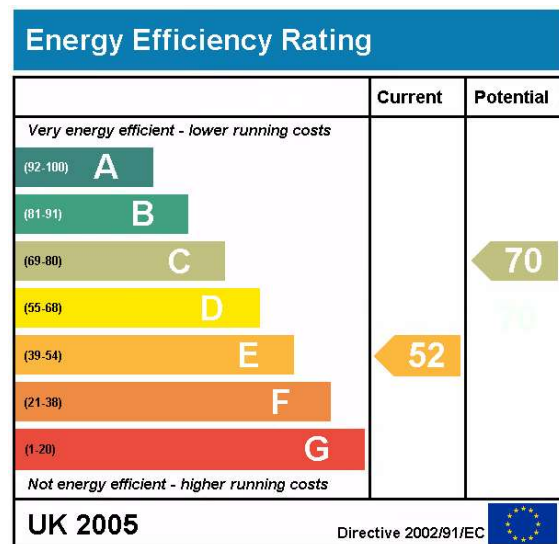 Energy Efficiency Rating
Current Potential
Very energy efficient - lower running costs
(92-100) A
(81-91) B
(69-80) C 70
(55-68) D
70
(39-54) E 52
(21-38) F
(1-20) G
Not energy efficient - higher running costs
UK 2005 Directive 2002/91/EC